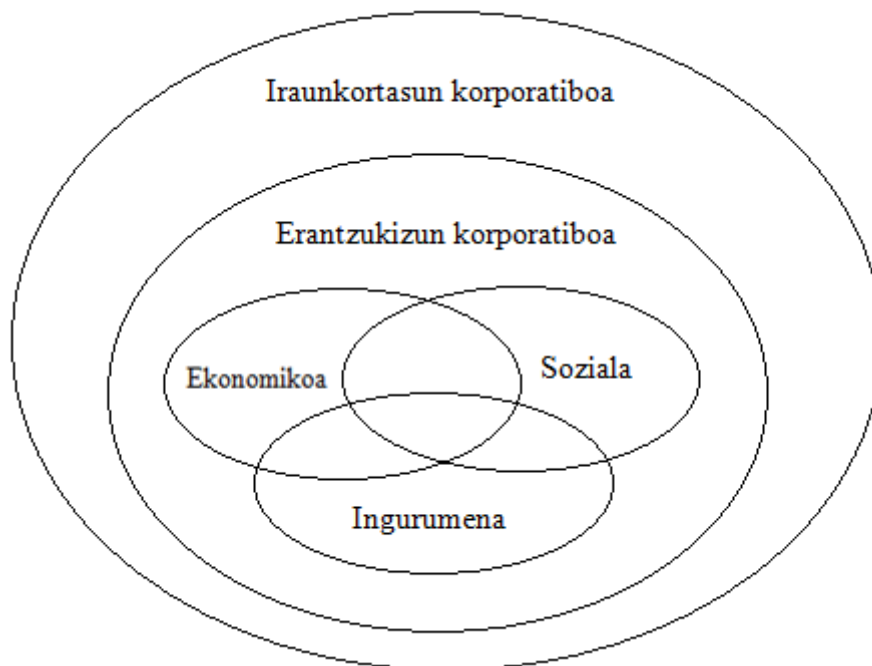 Iraunkortasun korporatiboa
Erantzukizun korporatiboa
Ekonomikoa
Soziala
Ingurumena